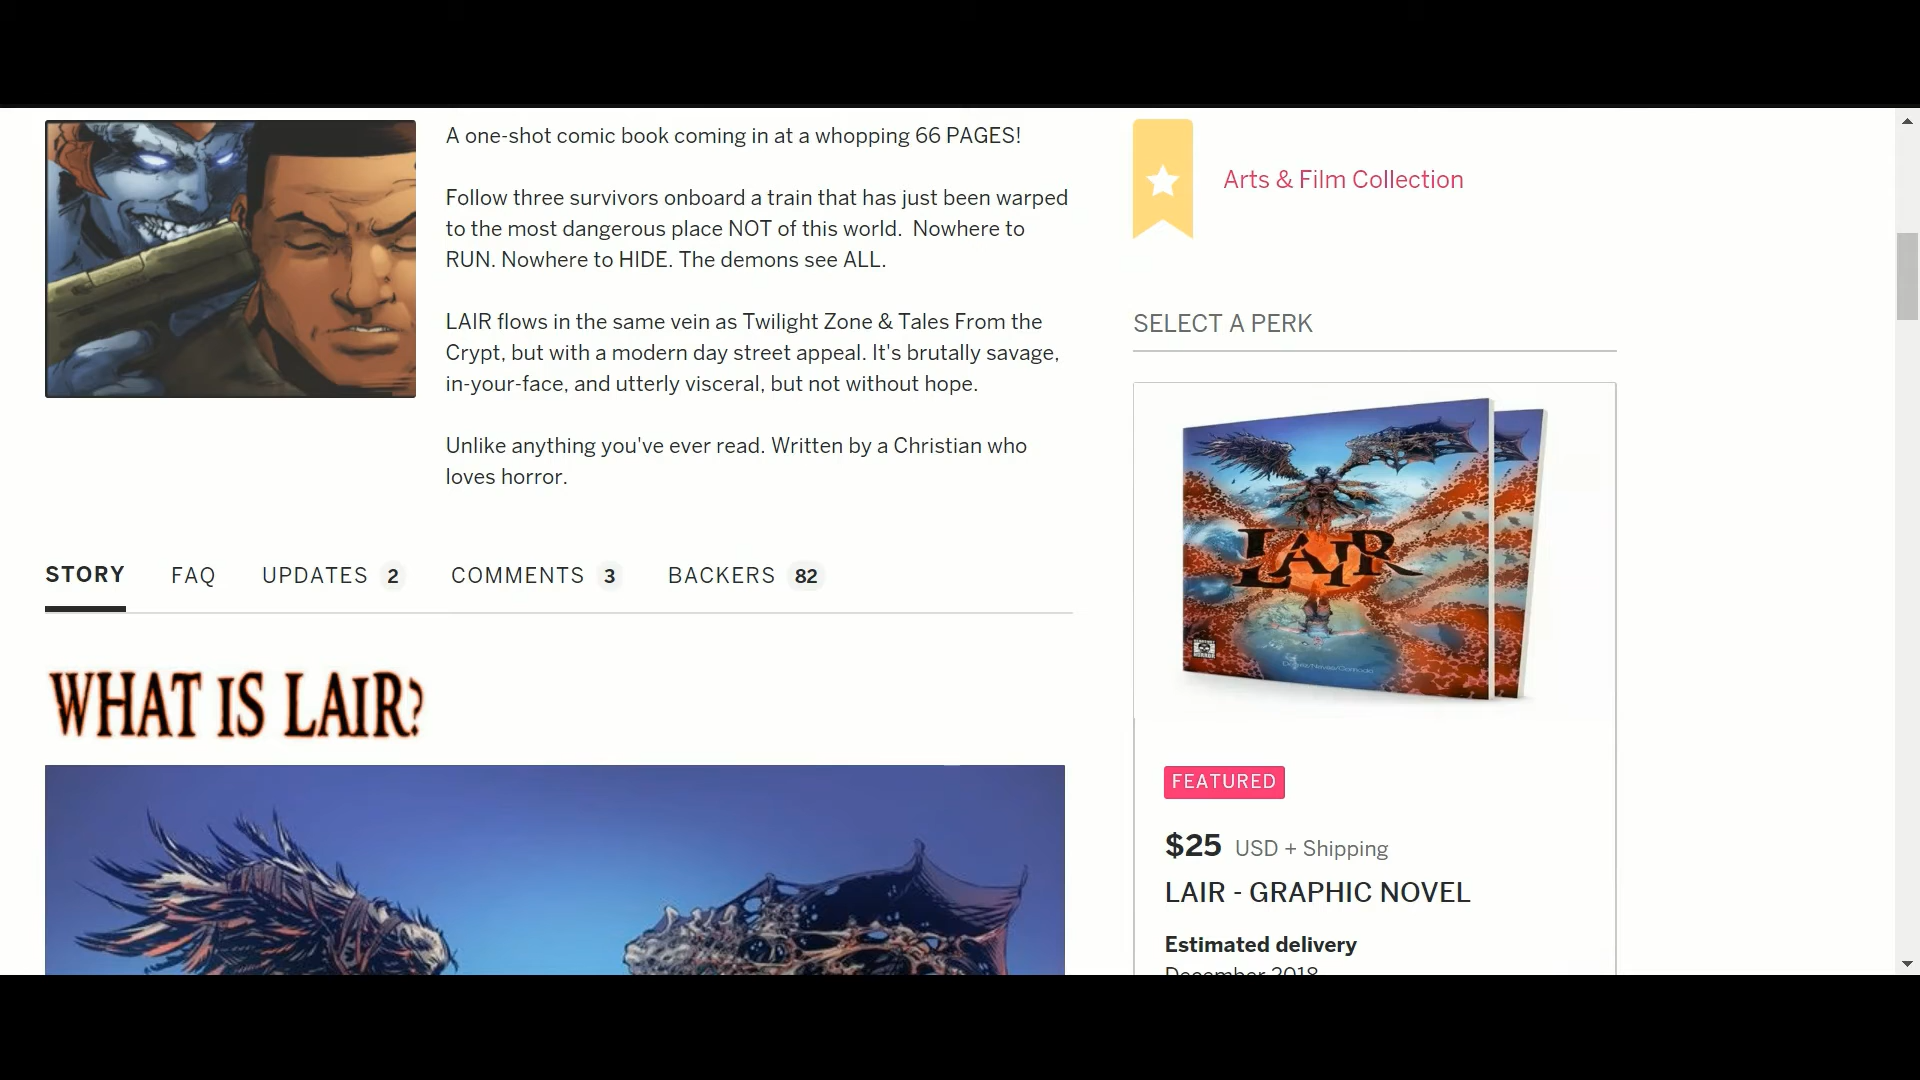 A one-shot comic book coming in at a whopping 66 PAGES!
Follow three survivors onboard a train that has just been warped
to the most dangerous place NOT of this world. Nowhere to
RUN. Nowhere to HIDE. The demons see ALL.
LAIR flows in the same vein as Twilight Zone & Tales From the
Crypt, but with a modern day street appeal. It's brutally savage,
in-your-face, and utterly visceral, but not without hope.
Unlike anything you've ever read. Written by a Christian who
loves horror.
STORY FAQ UPDATES 2 COMMENTS 3 BACKERS 82
WHAT IS LAIR?
Arts & Film Collection
SELECT A PERK
LAIR
FEATURED
$25 USD + Shipping
LAIR - GRAPHIC NOVEL
Estimated delivery
December 2018